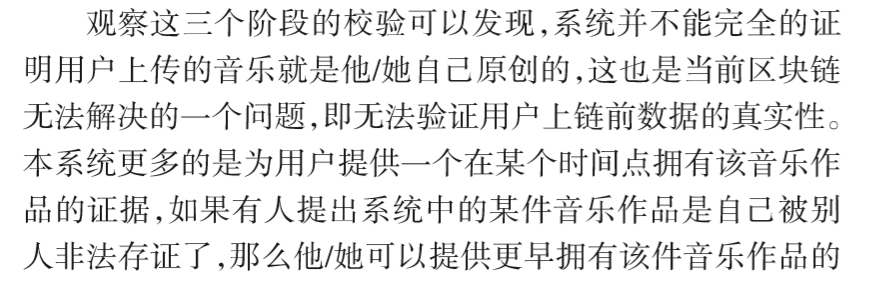 观察这三个阶段的校验可以发现,系统并不能完全的证
明用户上传的音乐就是他/她自己原创的,这也是当前区块链
无法解决的一个问题,即无法验证用户上链前数据的真实性。
本系统更多的是为用户提供一个在某个时间点拥有该音乐作
品的证据,如果有人提出系统中的某件音乐作品是自己被别
人非法存证了,那么他/她可以提供更早拥有该件音乐作品的